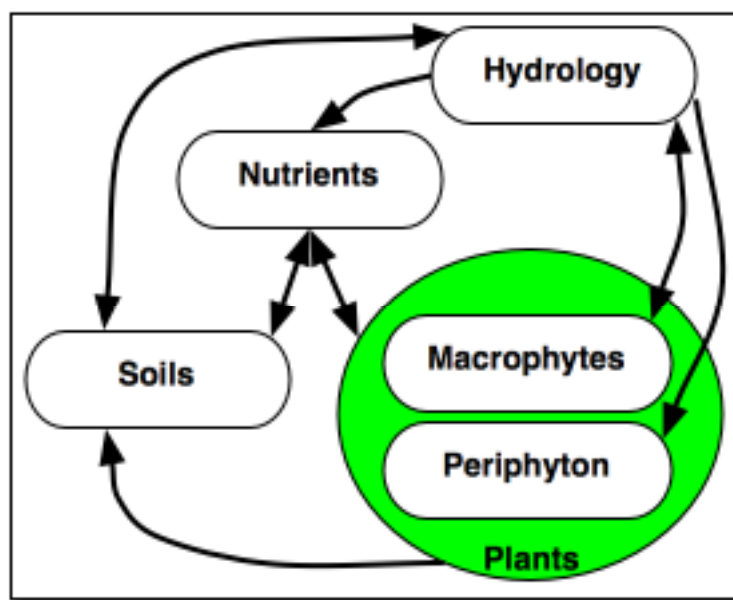 Hydrology
Nutrients
Soils
Macrophytes
Periphyton
Plants